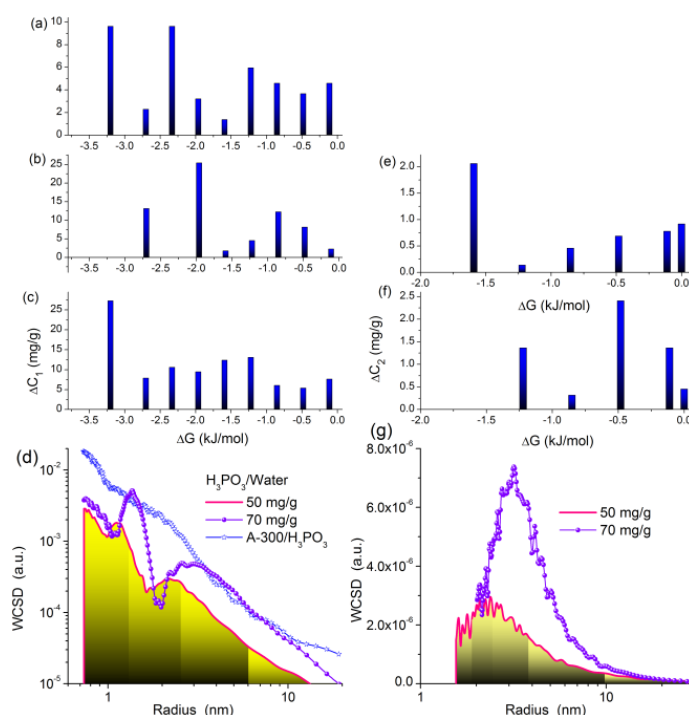 (a)
10
8
6
4
2
0
-3.5 -3.0 -2.5 -2.0 -1.5 -1.0 -0.5 0.0
(b)
25
20
15
10
5
0
-3.5 -3.0 -2.5 -2.0 -1.5 -1.0 -0.5 0.0
(c)
25
20
15
10
5
0
ΔC₁ (mg/g)
-3.5 -3.0 -2.5 -2.0 -1.5 -1.0 -0.5 0.0
ΔG (kJ/mol)
(e)
2.0
1.5
1.0
0.5
0.0
-2.0 -1.5 -1.0 -0.5 0.0
ΔG (kJ/mol)
(f)
2.5
2.0
1.5
1.0
0.5
0.0
ΔC₂ (mg/g)
-2.0 -1.5 -1.0 -0.5 0.0
ΔG (kJ/mol)
(d)
10⁻²
10⁻³
10⁻⁴
10⁻⁵
WCSD (a.u.)
H₃PO₃/Water
50 mg/g
70 mg/g
A-300/H₃PO₃
1 10
Radius (nm)
(g)
8.0x10⁻⁶
6.0x10⁻⁶
4.0x10⁻⁶
2.0x10⁻⁶
0.0
WCSD (a.u.)
50 mg/g
70 mg/g
1 10
Radius (nm)